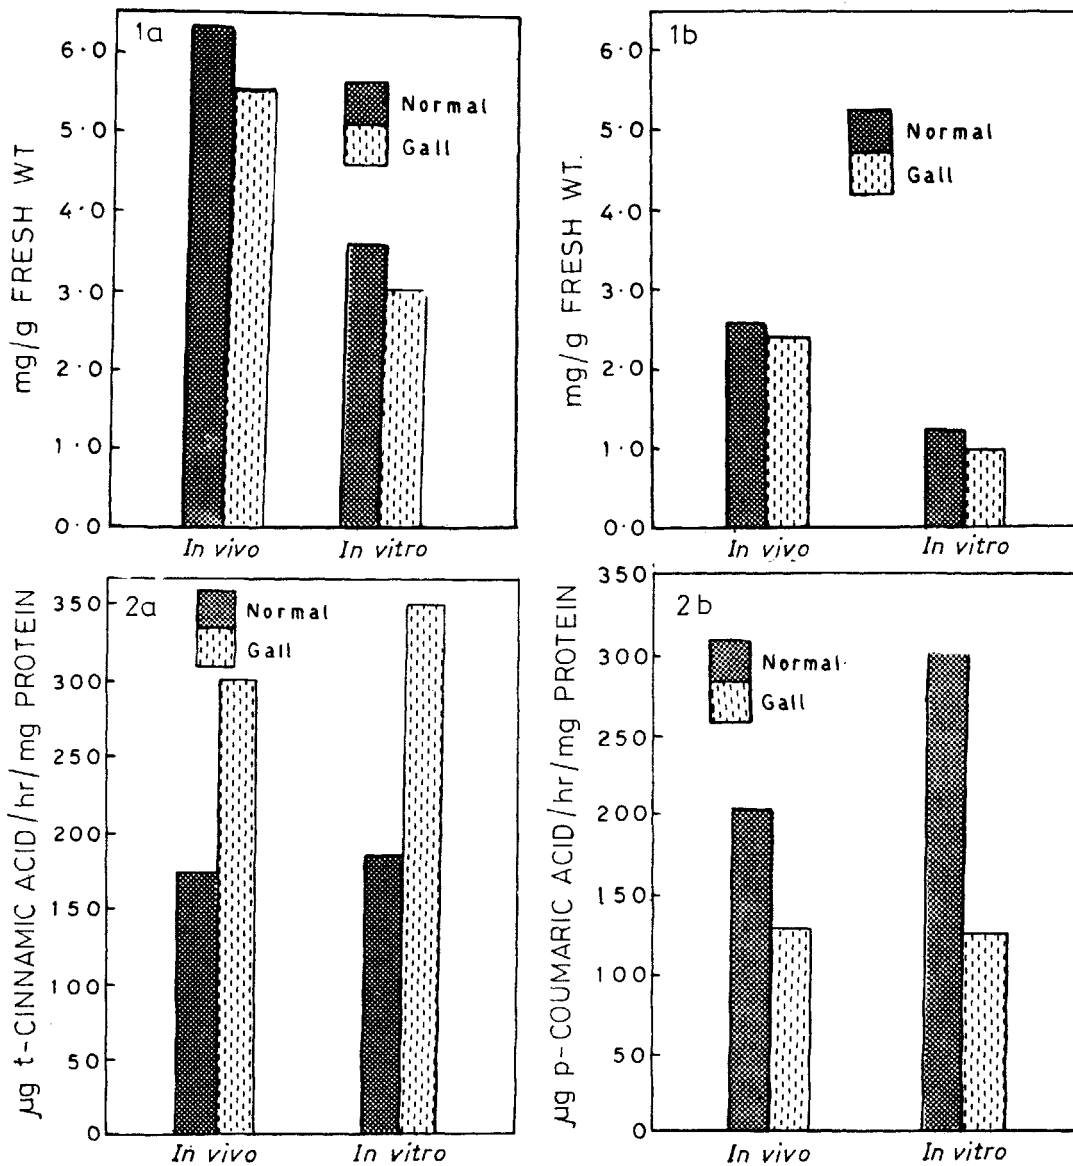 1a
6·0
5·0
4·0
3·0
2·0
1·0
0·0
mg/g FRESH WT
Normal
Gall
In vivo
In vitro
1b
6·0
5·0
4·0
3·0
2·0
1·0
0·0
mg/g FRESH WT.
Normal
Gall
In vivo
In vitro
2a
350
300
250
200
150
100
50
0
µg t-CINNAMIC ACID/hr/mg PROTEIN
Normal
Gall
In vivo
In vitro
2b
350
300
250
200
150
100
50
0
µg p-COUMARIC ACID/hr/mg PROTEIN
Normal
Gall
In vivo
In vitro